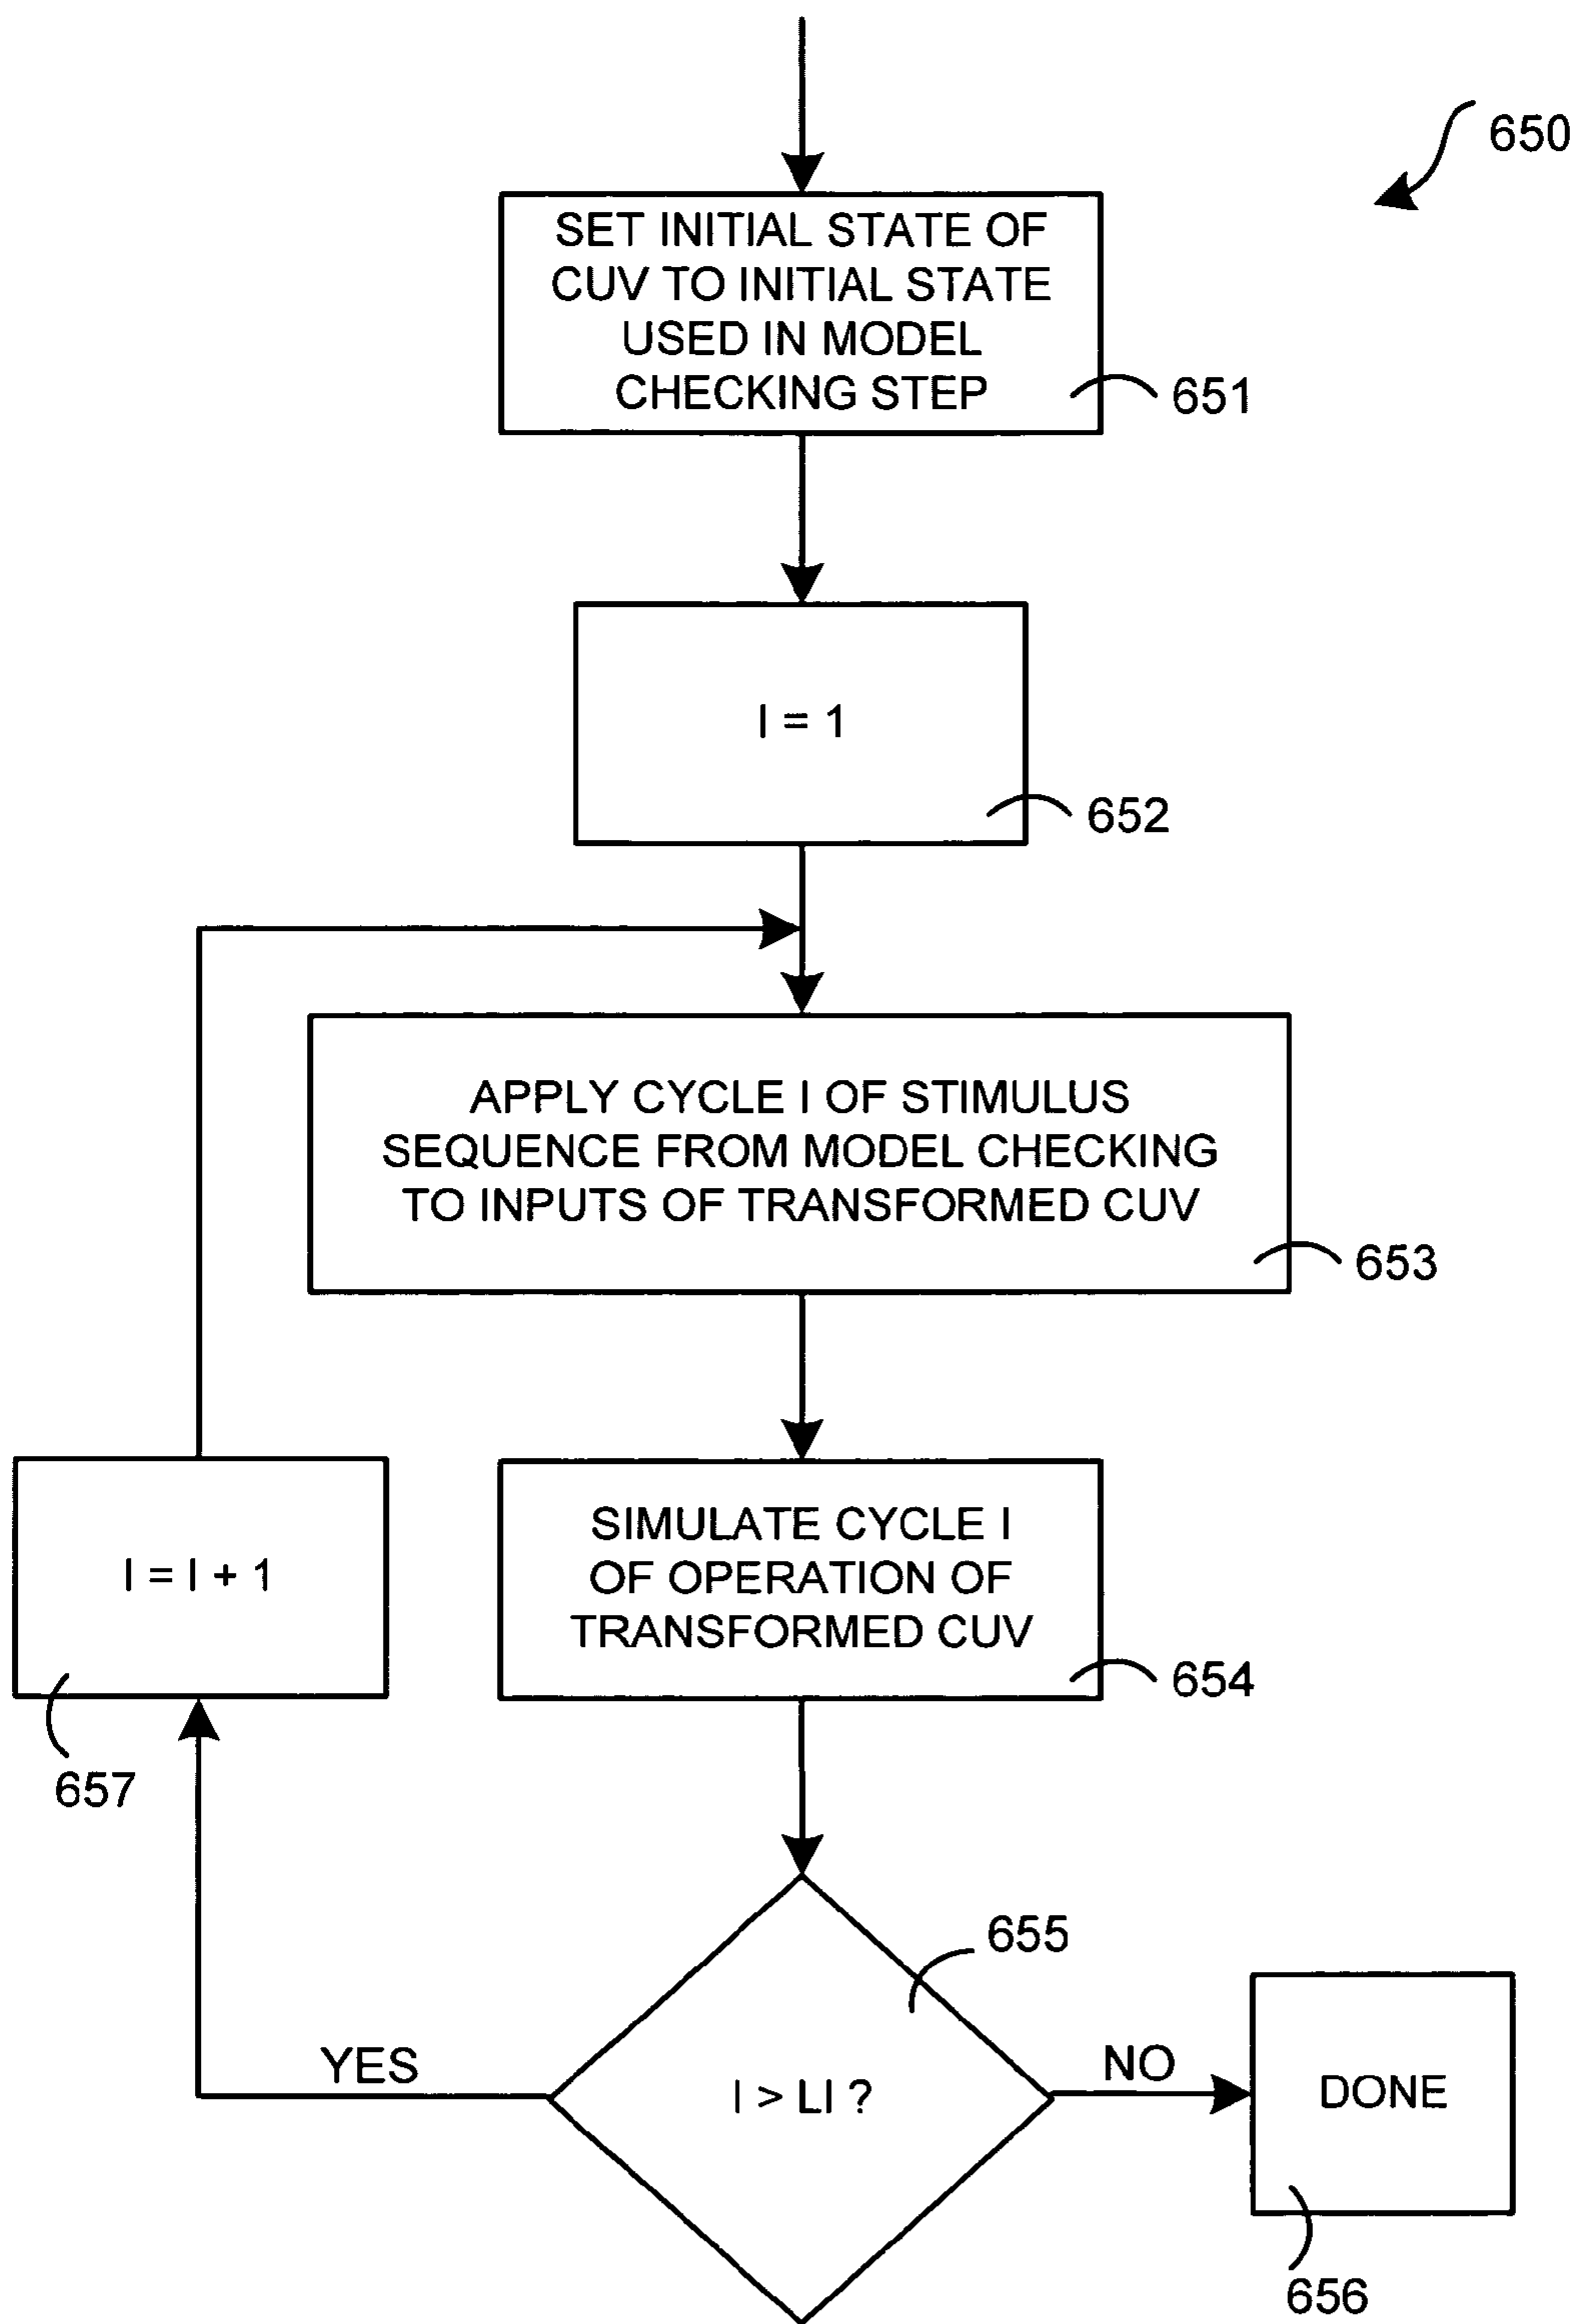 650
SET INITIAL STATE OF
CUV TO INITIAL STATE
USED IN MODEL
CHECKING STEP
651
I = 1
652
APPLY CYCLE I OF STIMULUS
SEQUENCE FROM MODEL CHECKING
TO INPUTS OF TRANSFORMED CUV
653
SIMULATE CYCLE I
OF OPERATION OF
TRANSFORMED CUV
654
I = I + 1
657
655
I > LI ?
YES
NO
DONE
656